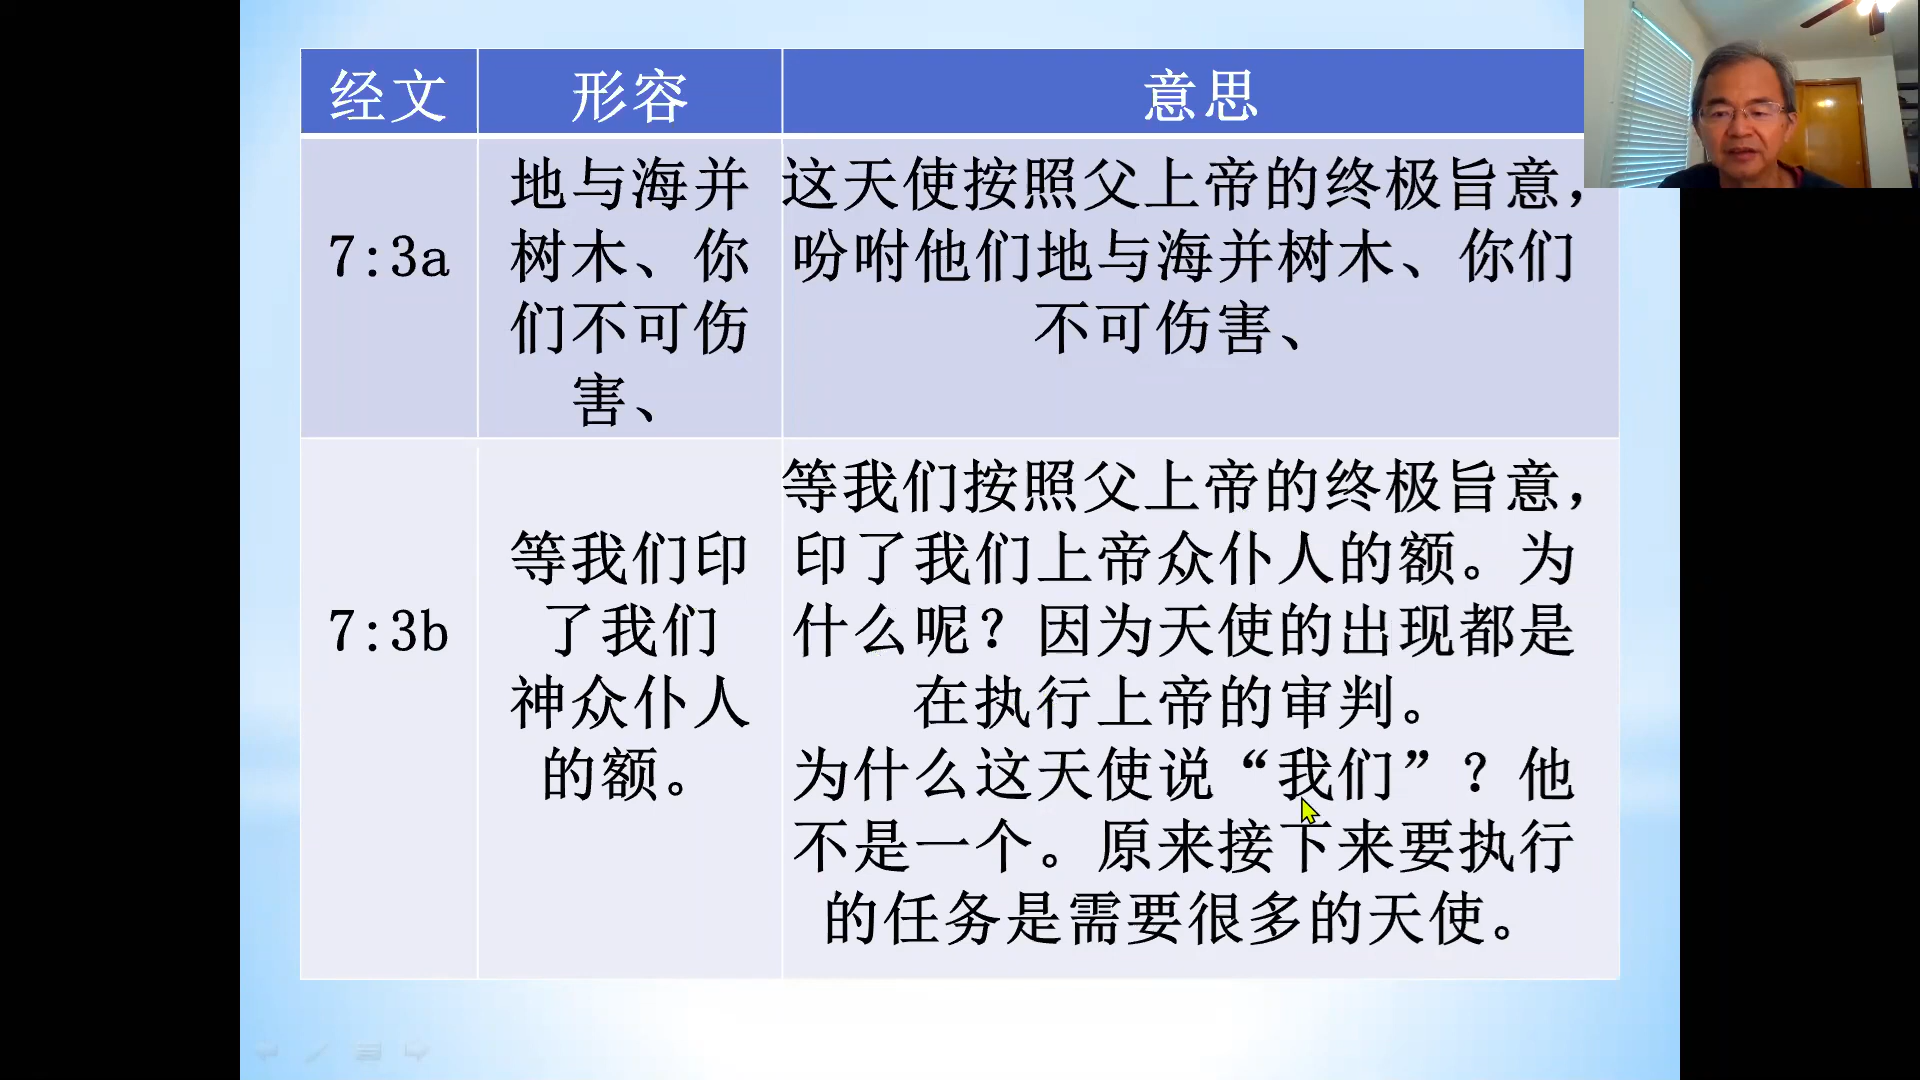 经文 形容 意思
7:3a
地与海并
树木、你
们不可伤
害、
这天使按照父上帝的终极旨意，
吩咐他们地与海并树木、你们
不可伤害、
7:3b
等我们印
了我们
神众仆人
的额。
等我们按照父上帝的终极旨意，
印了我们上帝众仆人的额。为
什么呢？因为天使的出现都是
在执行上帝的审判。
为什么这天使说“我们”？他
不是一个。原来接下来要执行
的任务是需要很多的天使。